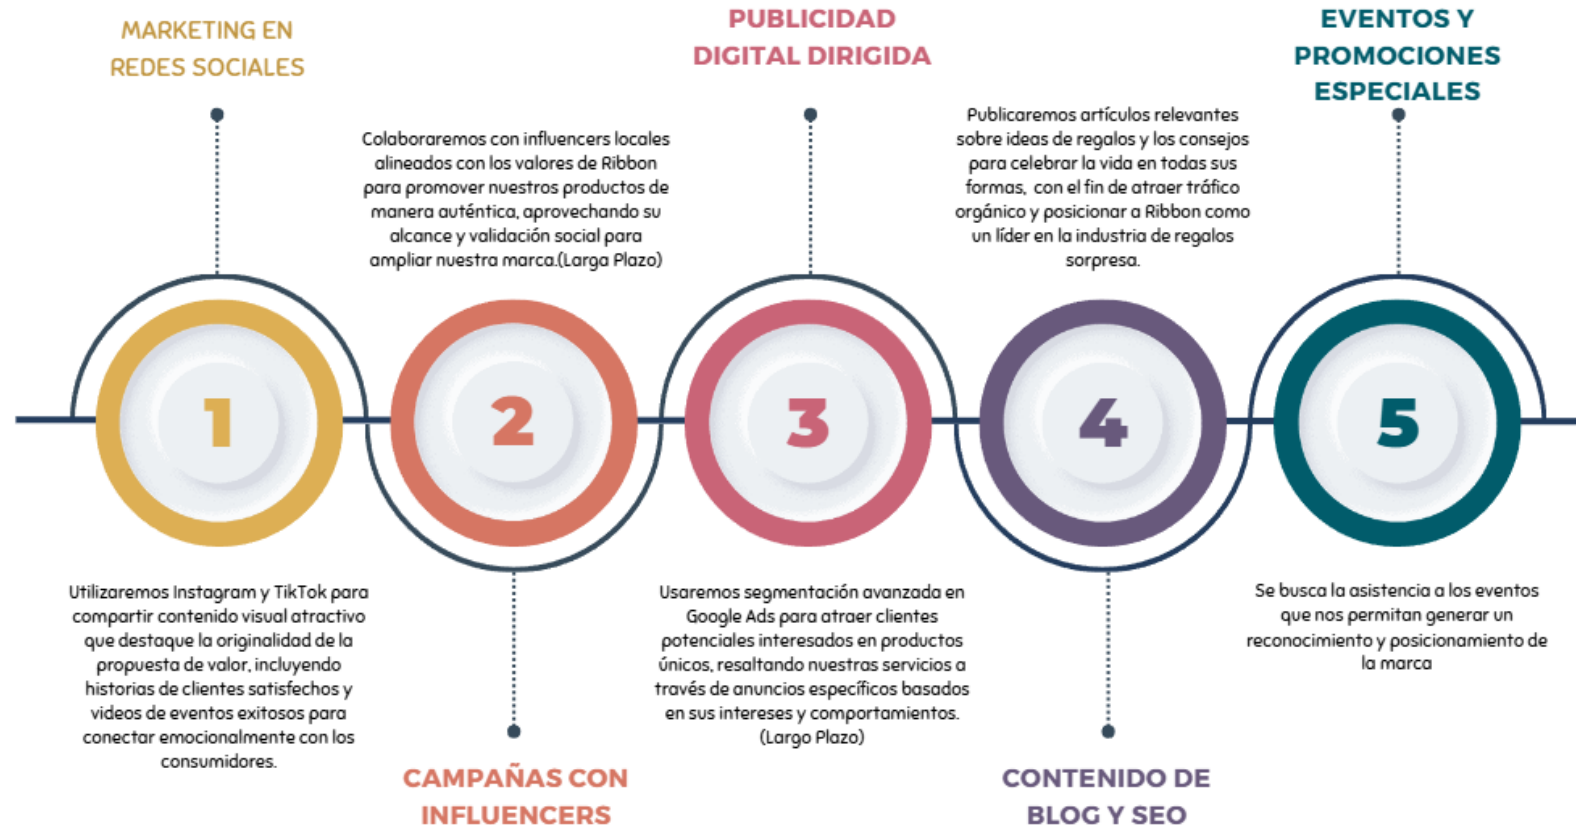 MARKETING EN
REDES SOCIALES
1
Utilizaremos Instagram y TikTok para
compartir contenido visual atractivo
que destaque la originalidad de la
propuesta de valor, incluyendo
historias de clientes satisfechos y
videos de eventos exitosos para
conectar emocionalmente con los
consumidores.
Colaboraremos con influencers locales
alineados con los valores de Ribbon
para promover nuestros productos de
manera auténtica, aprovechando su
alcance y validación social para
ampliar nuestra marca.(Larga Plazo)
2
CAMPAÑAS CON
INFLUENCERS
PUBLICIDAD
DIGITAL DIRIGIDA
3
Usaremos segmentación avanzada en
Google Ads para atraer clientes
potenciales interesados en productos
únicos, resaltando nuestras servicios a
través de anuncios específicos basados
en sus intereses y comportamientos.
(Largo Plazo)
Publicaremos artículos relevantes
sobre ideas de regalos y los consejos
para celebrar la vida en todas sus
formas, con el fin de atraer tráfico
orgánico y posicionar a Ribbon como
un líder en la industria de regalos
sorpresa.
4
CONTENIDO DE
BLOG Y SEO
EVENTOS Y
PROMOCIONES
ESPECIALES
5
Se busca la asistencia a los eventos
que nos permitan generar un
reconocimiento y posicionamiento de
la marca